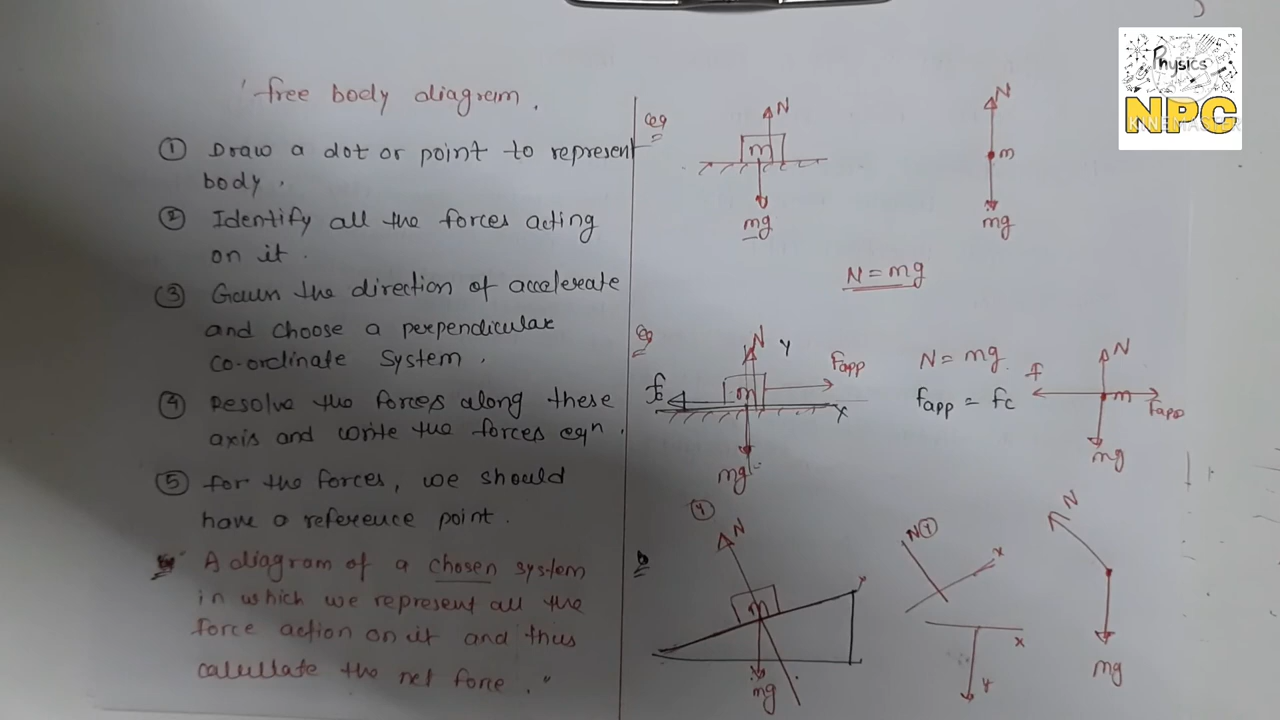 free body diagram.
① Draw a dot or point to represent
body.
② Identify all the forces acting
on it.
③ the direction of accelerate
and choose a perpendicular
co-ordinate system.
④ Resolve the forces along these
axis and write the forces eqn.
⑤ for the forces, we should
have a reference point.
"A diagram of a chosen system
in which we represent all the
force action on it and thus
calullate the net force."
eg
N
m
mg
N
m
mg
N = mg
eg
N
Y
Fapp
m
X
mg
N = mg.
fapp = fc
N
f
m
Fapp
mg
Y
N
m
mg
N Y
x
x
Y
N
mg
Physics
NPC
KINEMASTER